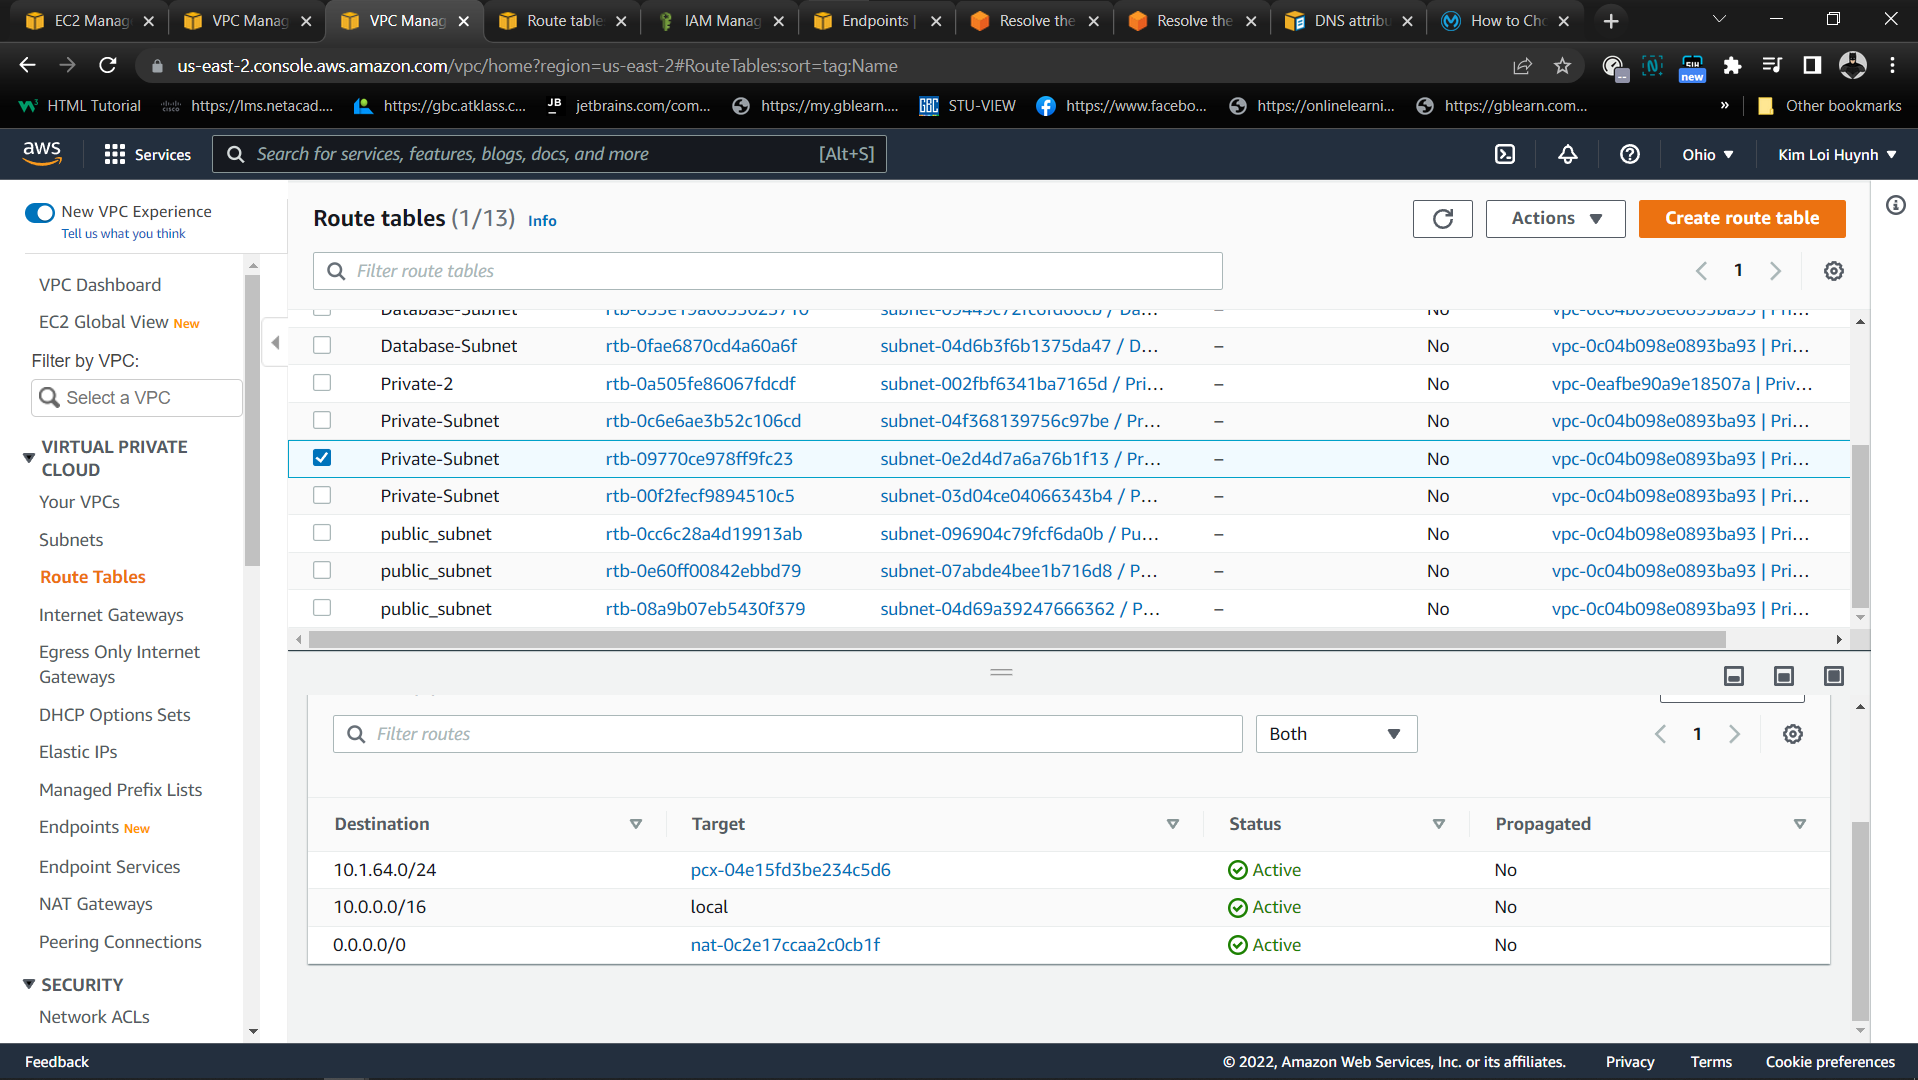 EC2 Manag
VPC Manag
VPC Manag
Route table
IAM Manag
Endpoints |
Resolve the
Resolve the
DNS attribu
How to Cho
us-east-2.console.aws.amazon.com/vpc/home?region=us-east-2#RouteTables:sort=tag:Name
new
HTML Tutorial
https://lms.netacad....
https://gbc.atklass.c...
JB
jetbrains.com/com...
https://my.gblearn....
GBC
STU-VIEW
https://www.facebo...
https://onlinelearni...
https://gblearn.com...
»
Other bookmarks
aws
Services
Search for services, features, blogs, docs, and more
[Alt+S]
Ohio
Kim Loi Huynh
New VPC Experience
Tell us what you think
VPC Dashboard
EC2 Global View New
Filter by VPC:
Select a VPC
VIRTUAL PRIVATE
CLOUD
Your VPCs
Subnets
Route Tables
Internet Gateways
Egress Only Internet
Gateways
DHCP Options Sets
Elastic IPs
Managed Prefix Lists
Endpoints New
Endpoint Services
NAT Gateways
Peering Connections
SECURITY
Network ACLs
Route tables (1/13) Info
Actions
Create route table
Filter route tables
1
Database-Subnet
Database-Subnet rtb-0fae6870cd4a60a6f subnet-04d6b3f6b1375da47 / D... – No vpc-0c04b098e0893ba93 | Pri...
Private-2 rtb-0a505fe86067fdcdf subnet-002fbf6341ba7165d / Pri... – No vpc-0eafbe90a9e18507a | Priv...
Private-Subnet rtb-0c6e6ae3b52c106cd subnet-04f368139756c97be / Pr... – No vpc-0c04b098e0893ba93 | Pri...
Private-Subnet rtb-09770ce978ff9fc23 subnet-0e2d4d7a6a76b1f13 / Pr... – No vpc-0c04b098e0893ba93 | Pri...
Private-Subnet rtb-00f2fecf9894510c5 subnet-03d04ce04066343b4 / P... – No vpc-0c04b098e0893ba93 | Pri...
public_subnet rtb-0cc6c28a4d19913ab subnet-096904c79fcf6da0b / Pu... – No vpc-0c04b098e0893ba93 | Pri...
public_subnet rtb-0e60ff00842ebbd79 subnet-07abde4bee1b716d8 / P... – No vpc-0c04b098e0893ba93 | Pri...
public_subnet rtb-08a9b07eb5430f379 subnet-04d69a39247666362 / P... – No vpc-0c04b098e0893ba93 | Pri...
Filter routes
Both
1
Destination Target Status Propagated
10.1.64.0/24 pcx-04e15fd3be234c5d6 Active No
10.0.0.0/16 local Active No
0.0.0.0/0 nat-0c2e17ccaa2c0cb1f Active No
Feedback
© 2022, Amazon Web Services, Inc. or its affiliates.
Privacy
Terms
Cookie preferences